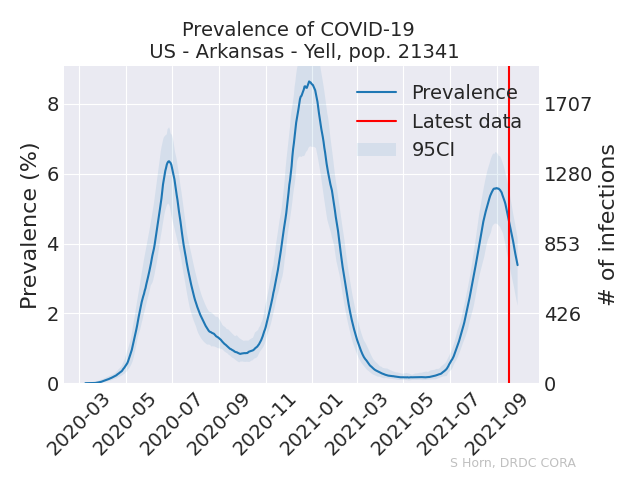 Prevalence of COVID-19
US - Arkansas - Yell, pop. 21341
Prevalence
Latest data
95CI
Prevalence (%)
8
6
4
2
0
1707
1280
853
426
0
# of infections
2020-03
2020-05
2020-07
2020-09
2020-11
2021-01
2021-03
2021-05
2021-07
2021-09
S Horn, DRDC CORA